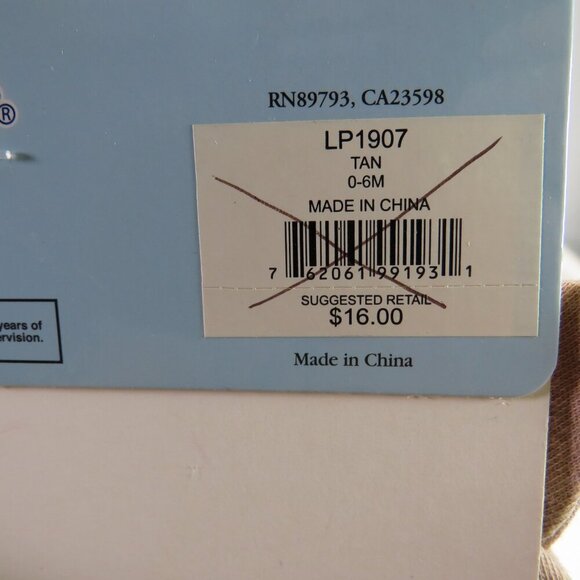 ®
RN89793, CA23598
LP1907
TAN
0-6M
MADE IN CHINA
7 62061 99193 1
SUGGESTED RETAIL
$16.00
years of
Made in China